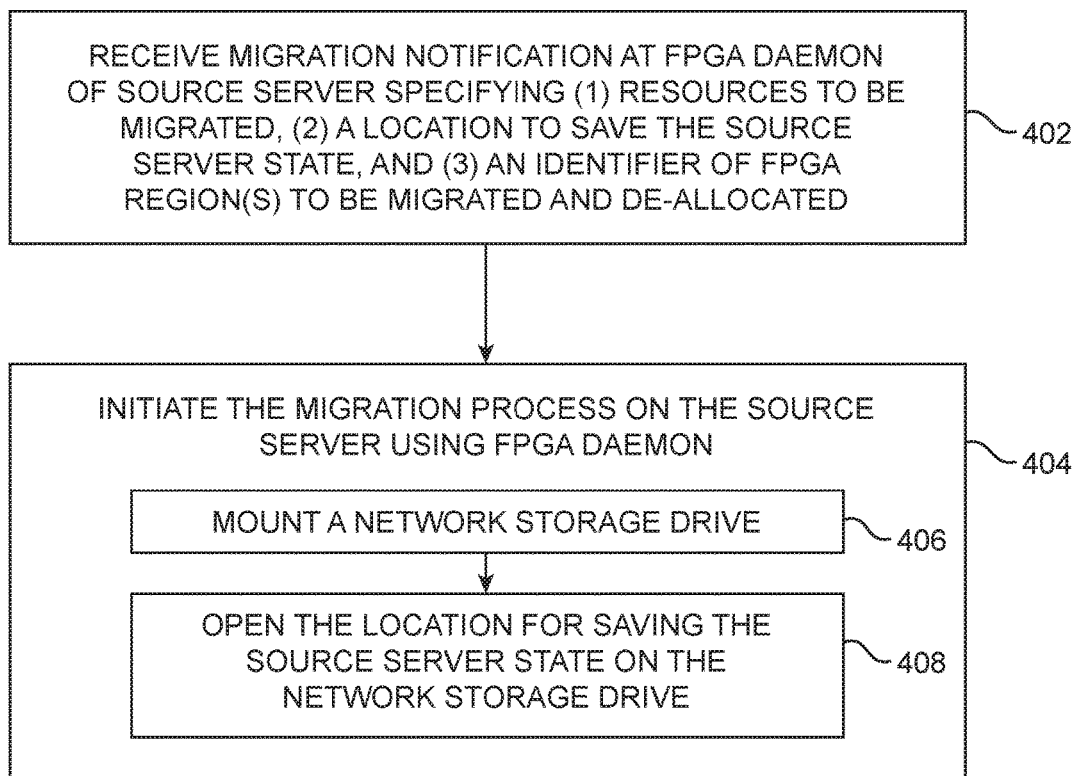 RECEIVE MIGRATION NOTIFICATION AT FPGA DAEMON
OF SOURCE SERVER SPECIFYING (1) RESOURCES TO BE
MIGRATED, (2) A LOCATION TO SAVE THE SOURCE
SERVER STATE, AND (3) AN IDENTIFIER OF FPGA
REGION(S) TO BE MIGRATED AND DE-ALLOCATED
402
INITIATE THE MIGRATION PROCESS ON THE SOURCE
SERVER USING FPGA DAEMON
404
MOUNT A NETWORK STORAGE DRIVE
406
OPEN THE LOCATION FOR SAVING THE
SOURCE SERVER STATE ON THE
NETWORK STORAGE DRIVE
408